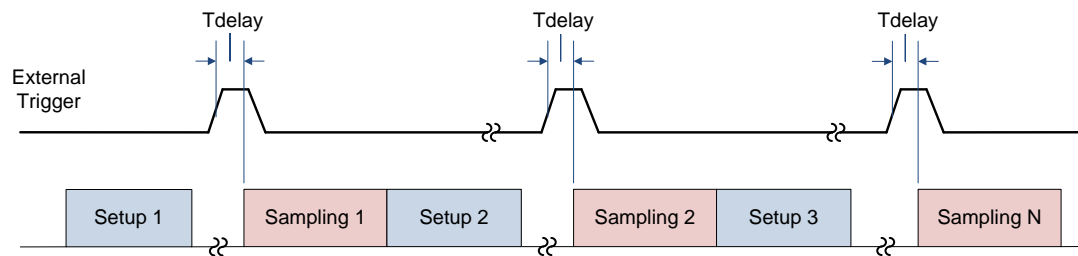 Tdelay
Tdelay
Tdelay
External
Trigger
Setup 1
Sampling 1
Setup 2
Sampling 2
Setup 3
Sampling N